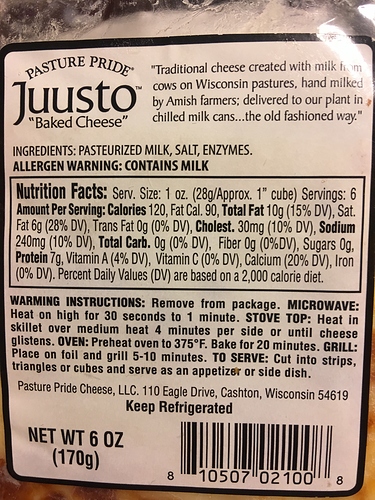 PASTURE PRIDE®
Juusto™
"Baked Cheese"
"Traditional cheese created with milk from
cows on Wisconsin pastures, hand milked
by Amish farmers; delivered to our plant in
chilled milk cans...the old fashioned way."
INGREDIENTS: PASTEURIZED MILK, SALT, ENZYMES.
ALLERGEN WARNING: CONTAINS MILK
Nutrition Facts: Serv. Size: 1 oz. (28g/Approx. 1" cube) Servings: 6
Amount Per Serving: Calories 120, Fat Cal. 90, Total Fat 10g (15% DV), Sat.
Fat 6g (28% DV), Trans Fat 0g (0% DV), Cholest. 30mg (10% DV), Sodium
240mg (10% DV), Total Carb. 0g (0% DV), Fiber 0g (0%DV), Sugars 0g,
Protein 7g, Vitamin A (4% DV), Vitamin C (0% DV), Calcium (20% DV), Iron
(0% DV). Percent Daily Values (DV) are based on a 2,000 calorie diet.
WARMING INSTRUCTIONS: Remove from package. MICROWAVE:
Heat on high for 30 seconds to 1 minute. STOVE TOP: Heat in
skillet over medium heat 4 minutes per side or until cheese
glistens. OVEN: Preheat oven to 375°F. Bake for 20 minutes. GRILL:
Place on foil and grill 5-10 minutes. TO SERVE: Cut into strips,
triangles or cubes and serve as an appetizer or side dish.
Pasture Pride Cheese, LLC. 110 Eagle Drive, Cashton, Wisconsin 54619
Keep Refrigerated
NET WT 6 OZ
(170g)
8 10507 02100 8